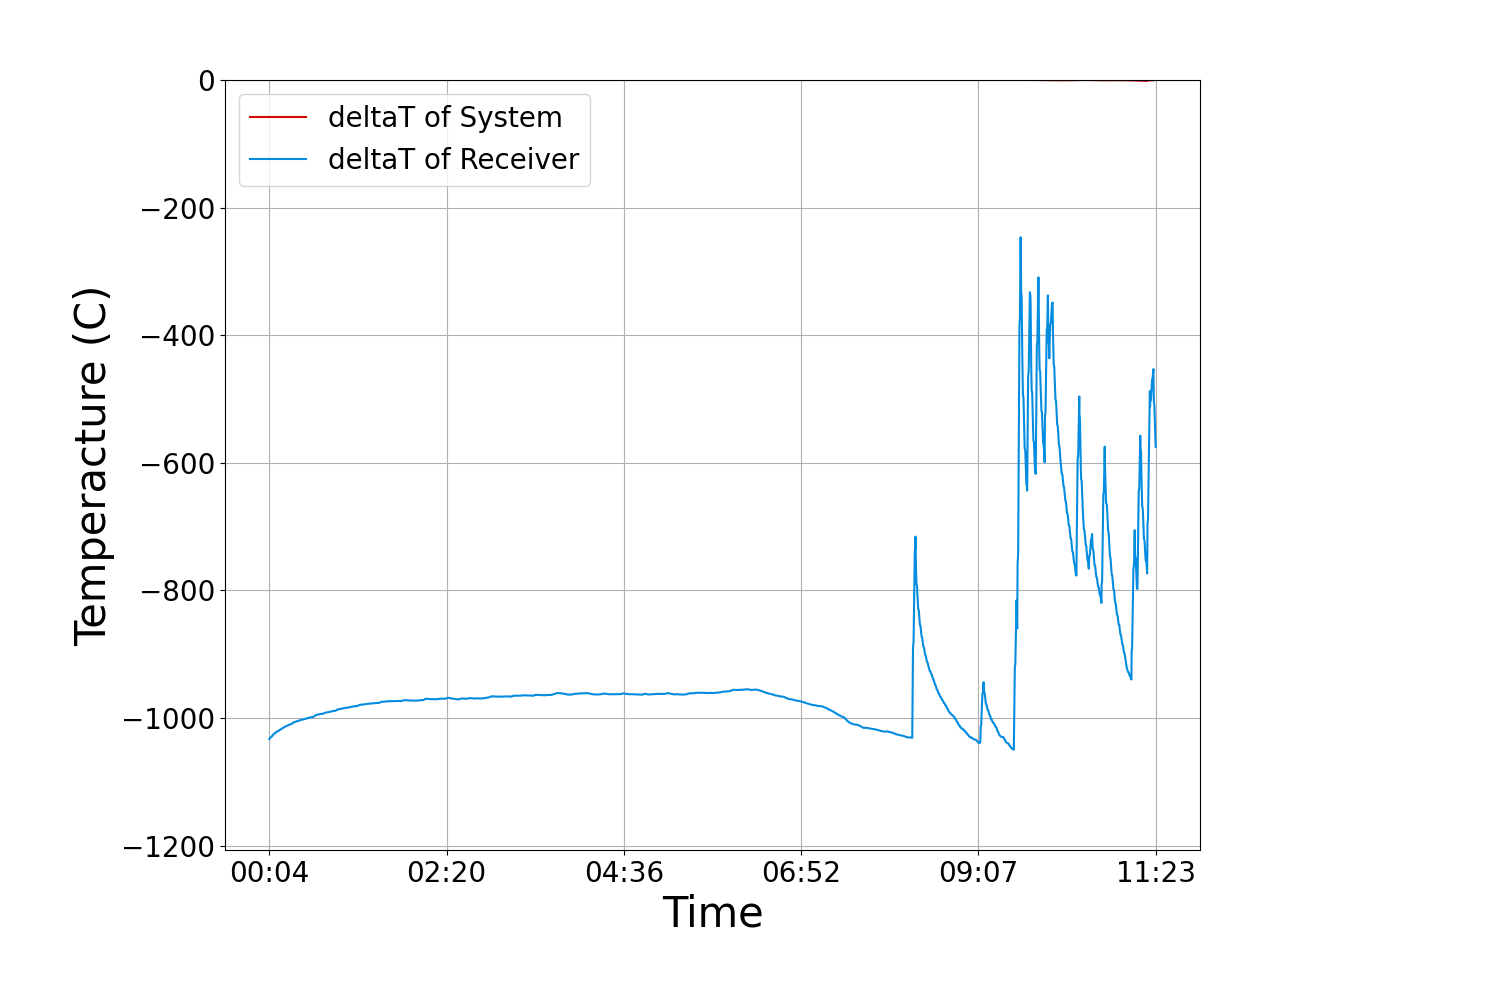 0
−200
−400
−600
−800
−1000
−1200
Temperacture (C)
deltaT of System
deltaT of Receiver
00:04 02:20 04:36 06:52 09:07 11:23
Time